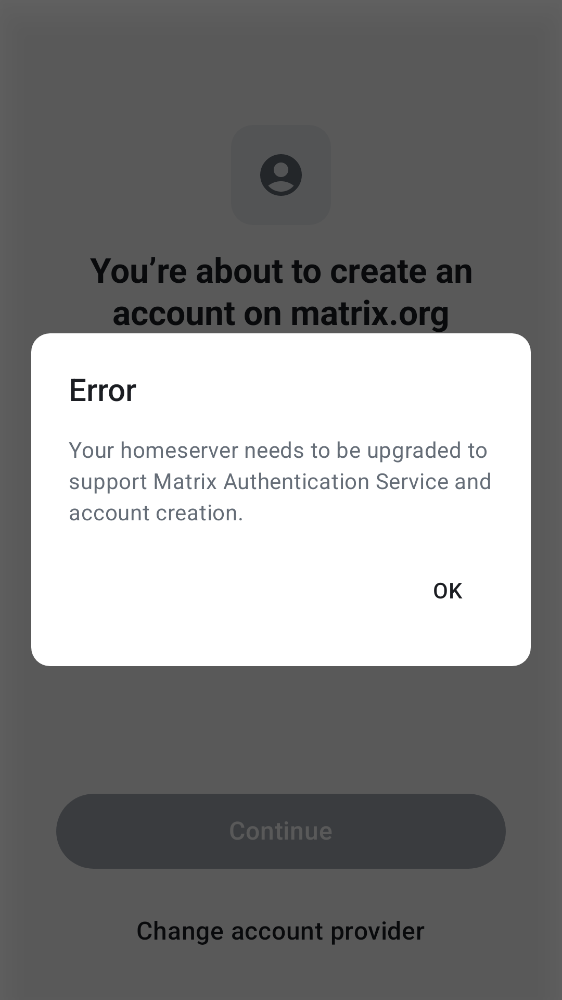 You’re about to create an
account on matrix.org
Error
Your homeserver needs to be upgraded to
support Matrix Authentication Service and
account creation.
OK
Continue
Change account provider